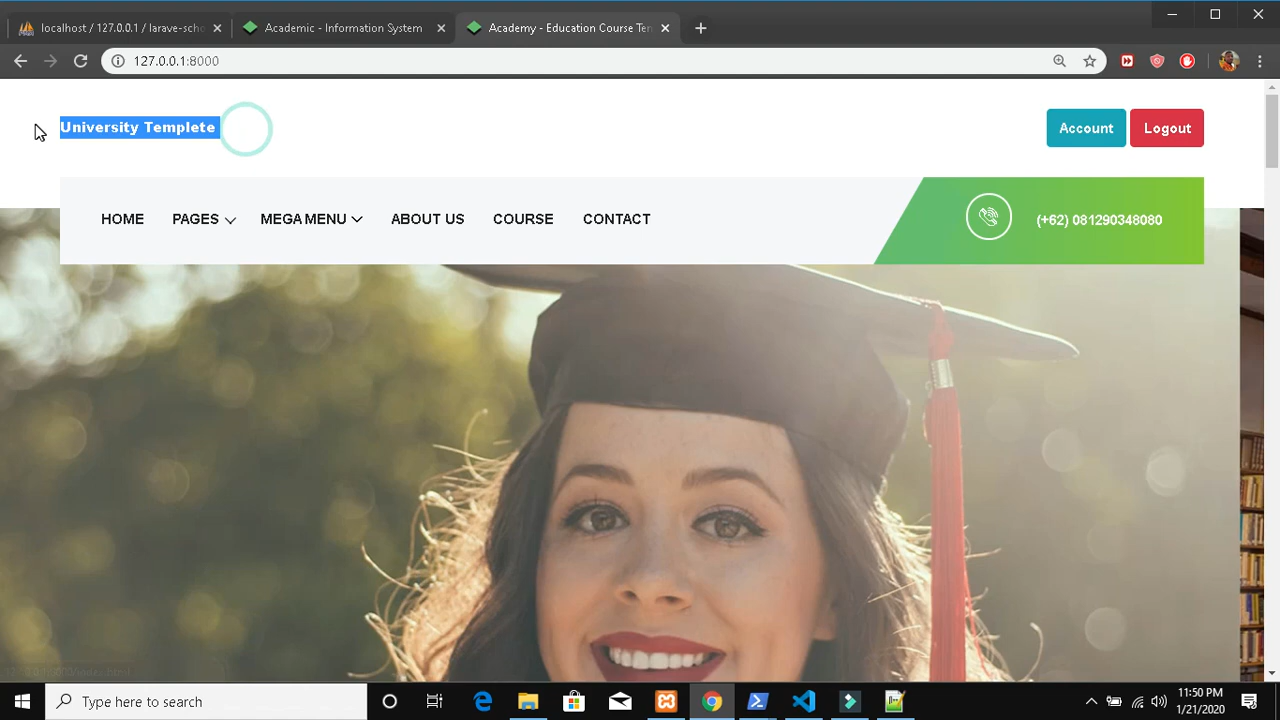 localhost / 127.0.0.1 / larave-scho
Academic - Information System
Academy - Education Course Tem
127.0.0.1:8000
University Templete
Account
Logout
HOME
PAGES
MEGA MENU
ABOUT US
COURSE
CONTACT
(+62) 081290348080
Type here to search
11:50 PM
1/21/2020